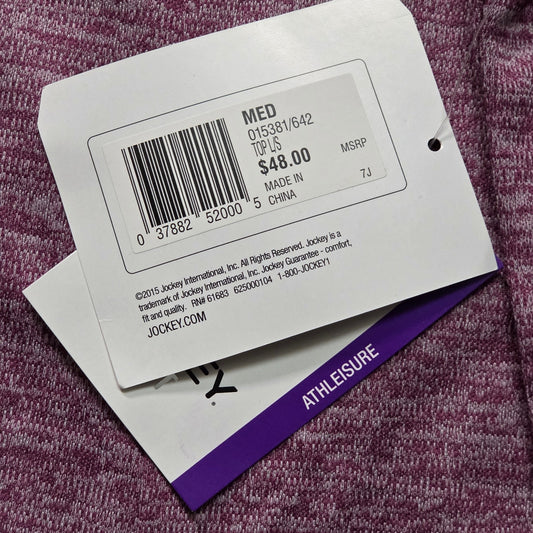 MED
015381/642
TOP L/S
$48.00 MSRP
MADE IN
CHINA 7J
0 37882 52000 5
©2015 Jockey International, Inc. All Rights Reserved. Jockey is a
trademark of Jockey International, Inc. Jockey Guarantee - comfort,
fit and quality. RN# 61683 625000104 1-800-JOCKEY1
JOCKEY.COM
EY
ATHLEISURE